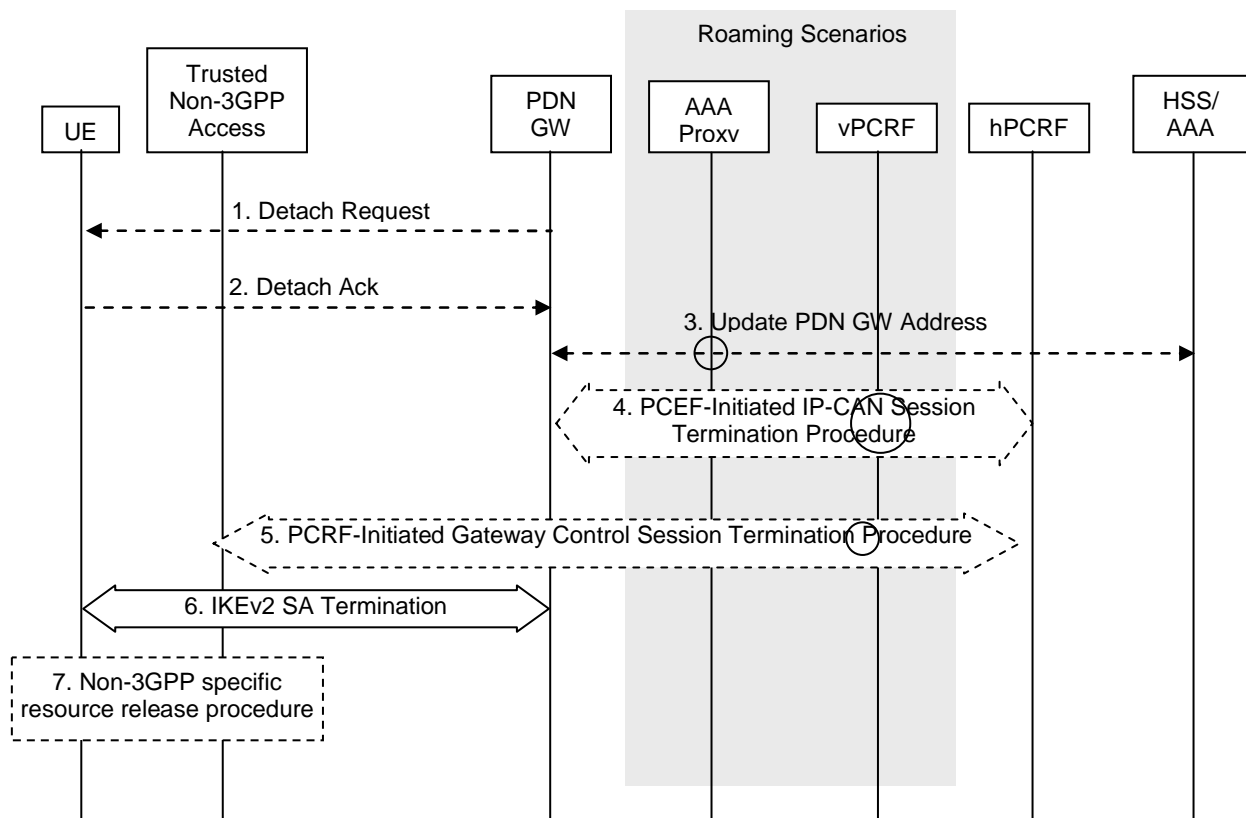 Roaming Scenarios
UE
Trusted
Non-3GPP
Access
PDN
GW
AAA
Proxv
vPCRF
hPCRF
HSS/
AAA
1. Detach Request
2. Detach Ack
3. Update PDN GW Address
4. PCEF-Initiated IP-CAN Session
Termination Procedure
5. PCRF-Initiated Gateway Control Session Termination Procedure
6. IKEv2 SA Termination
7. Non-3GPP specific
resource release procedure